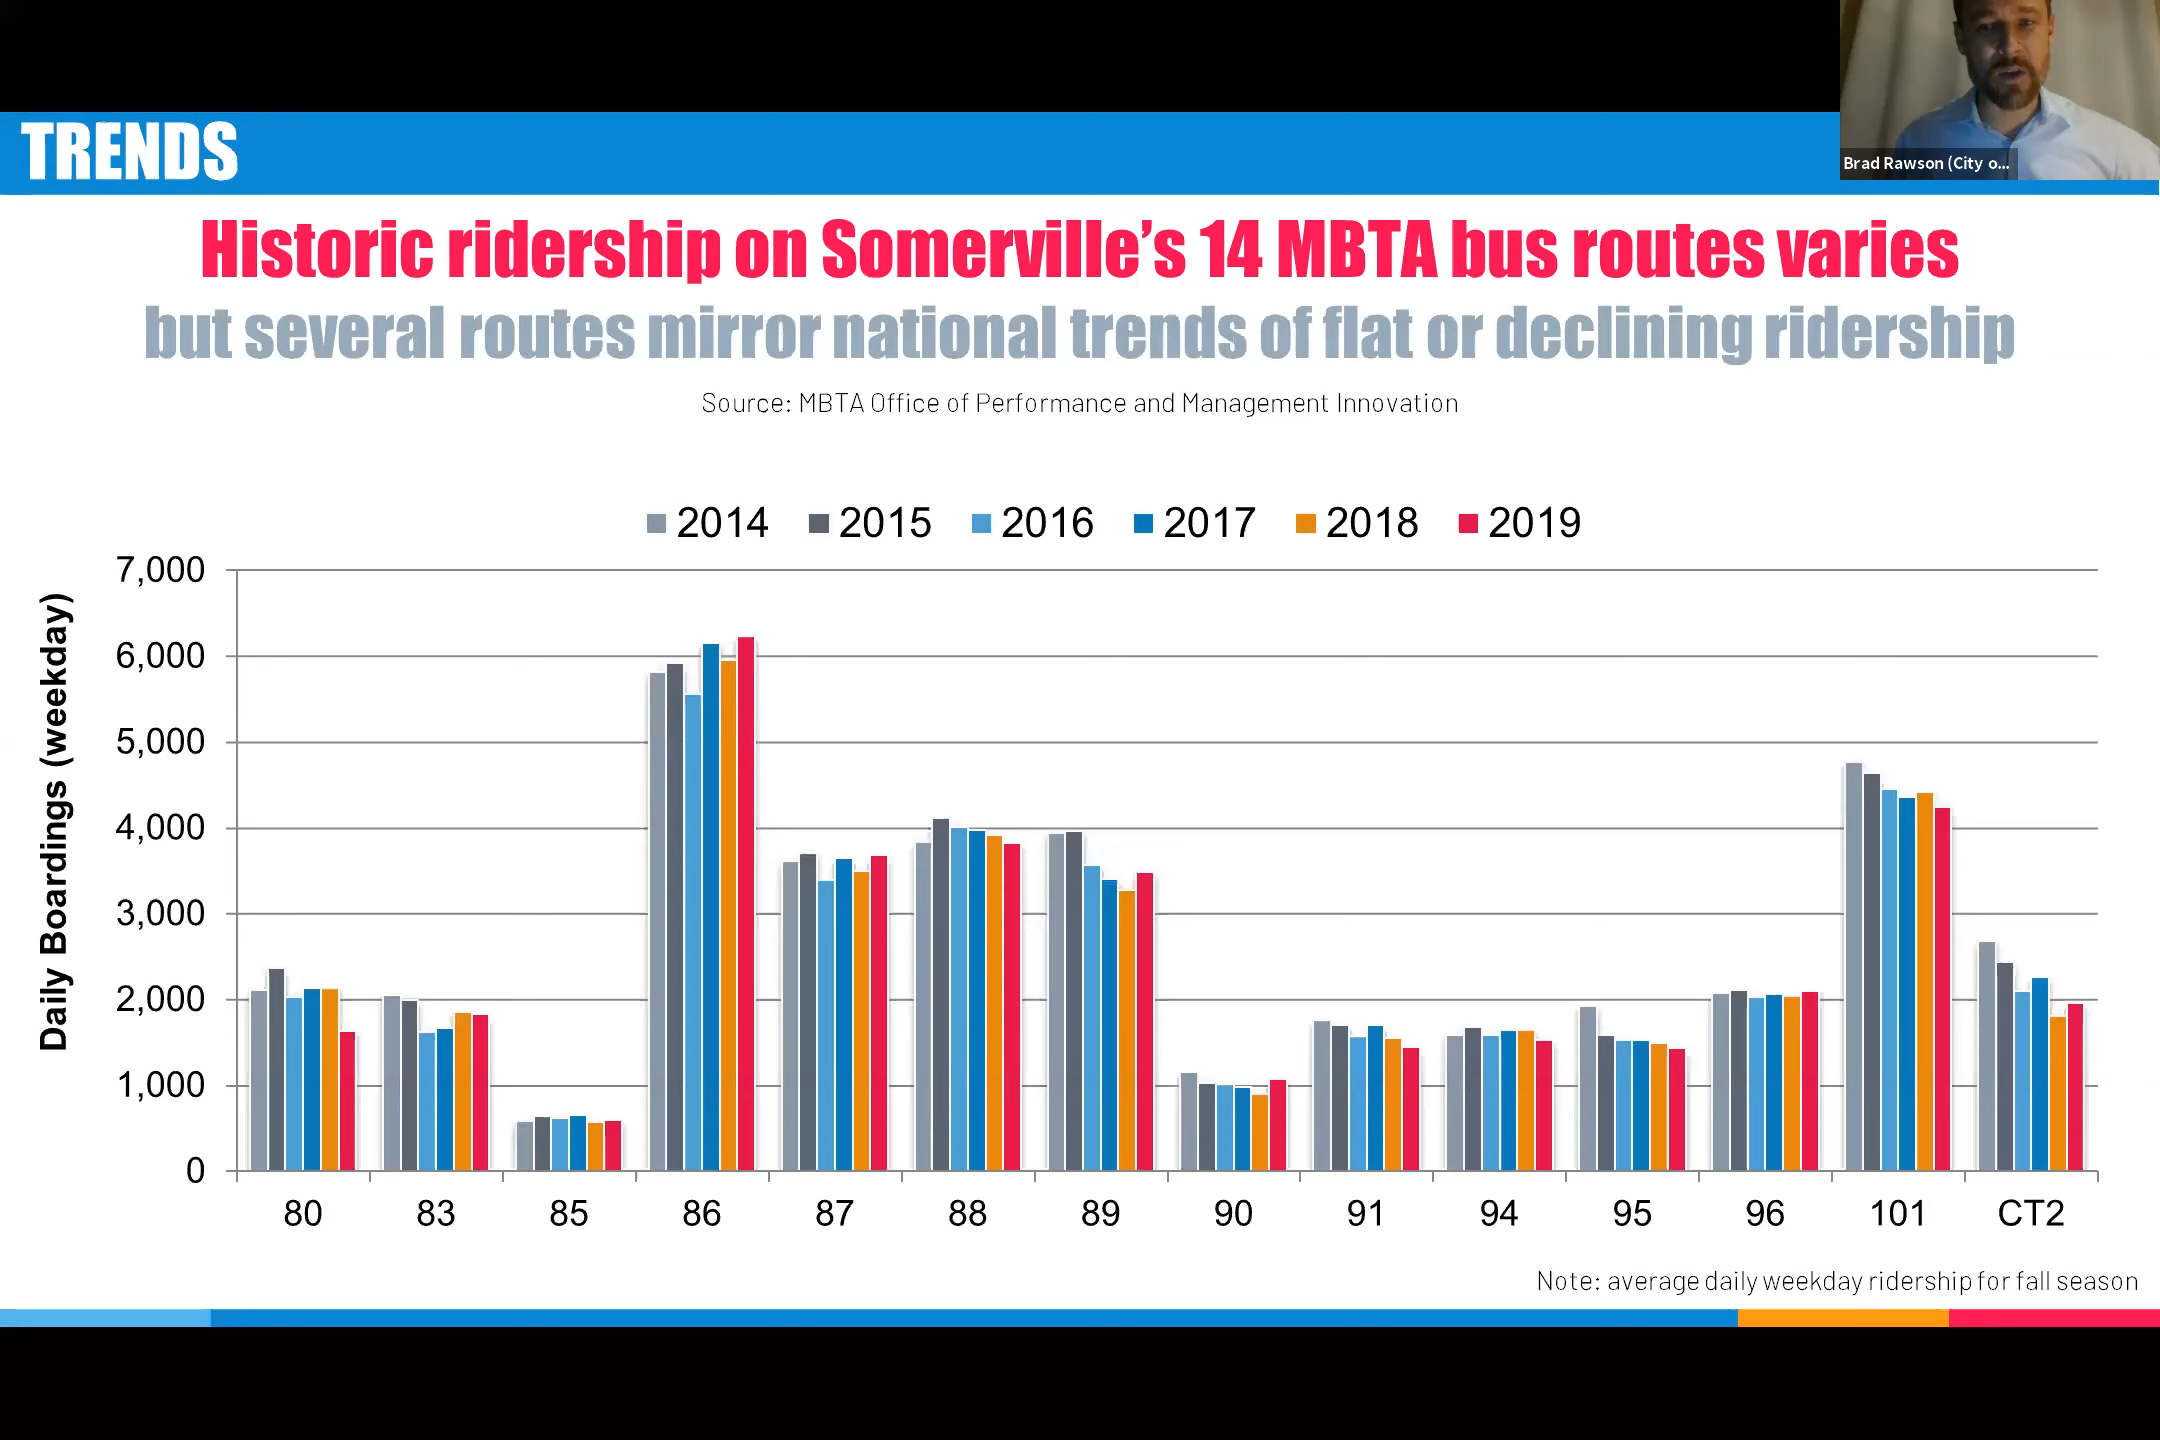 Brad Rawson (City o...
TRENDS
Historic ridership on Somerville's 14 MBTA bus routes varies
but several routes mirror national trends of flat or declining ridership
Source: MBTA Office of Performance and Management Innovation
2014 2015 2016 2017 2018 2019
Daily Boardings (weekday)
7,000
6,000
5,000
4,000
3,000
2,000
1,000
0
80 83 85 86 87 88 89 90 91 94 95 96 101 CT2
Note: average daily weekday ridership for fall season